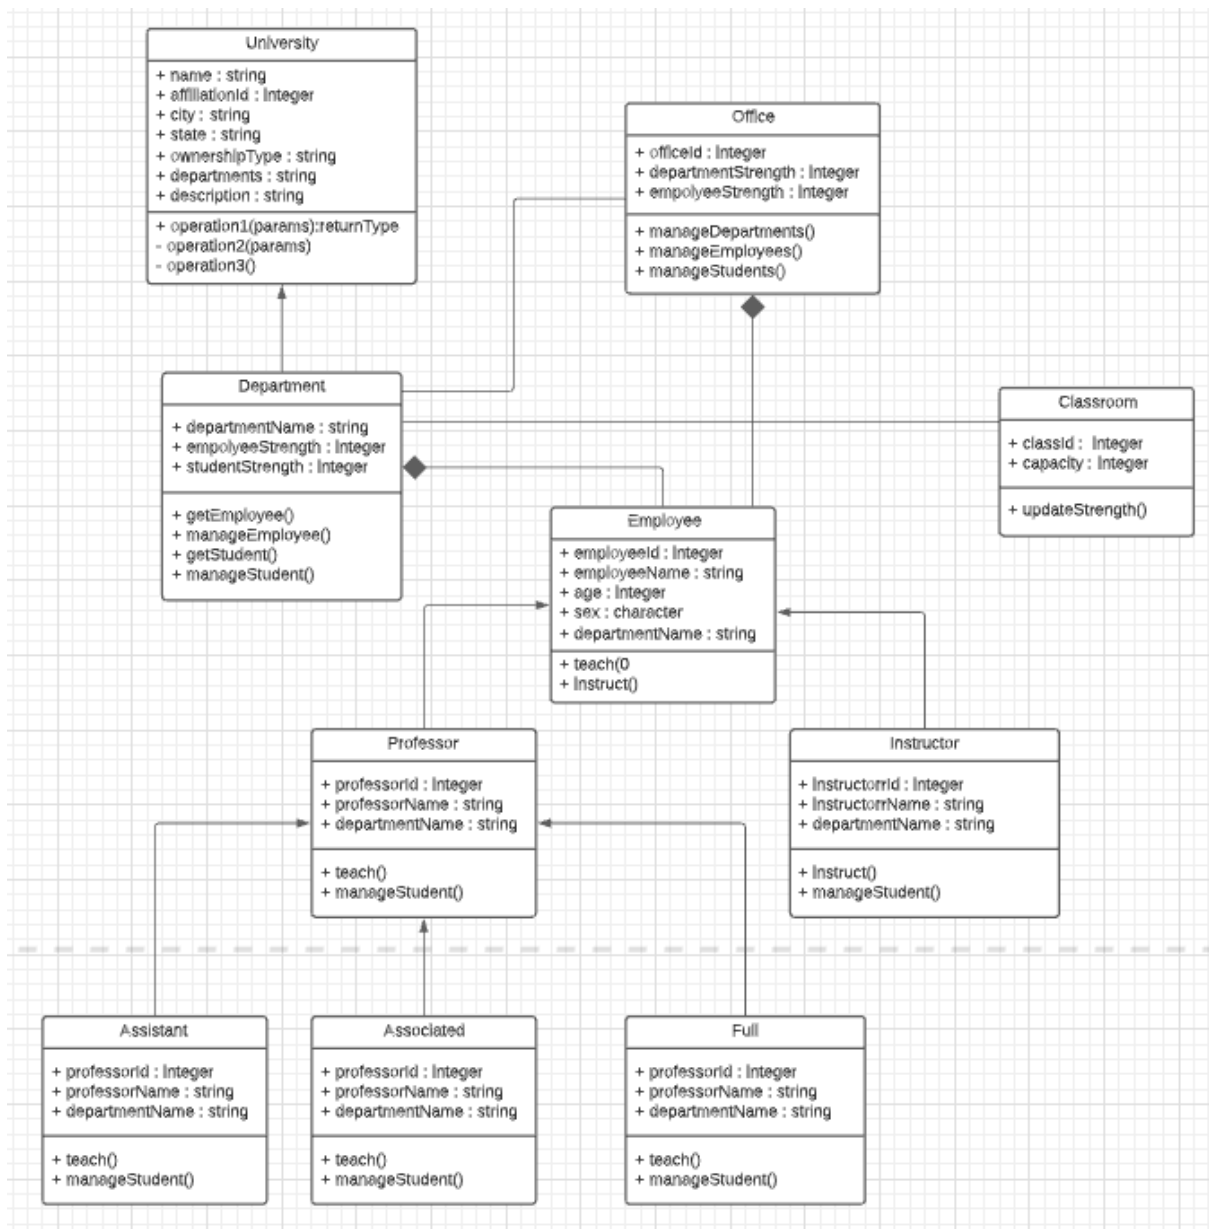 University
+ name : string
+ affiliationId : Integer
+ city : string
+ state : string
+ ownershipType : string
+ departments : string
+ description : string
+ operation1(params):returnType
- operation2(params)
- operation3()
Office
+ officeId : Integer
+ departmentStrength : Integer
+ empolyeeStrength : Integer
+ manageDepartments()
+ manageEmployees()
+ manageStudents()
Department
+ departmentName : string
+ empolyeeStrength : Integer
+ studentStrength : Integer
+ getEmployee()
+ manageEmployee()
+ getStudent()
+ manageStudent()
Classroom
+ classId : Integer
+ capacity : Integer
+ updateStrength()
Employee
+ employeeId : Integer
+ employeeName : string
+ age : Integer
+ sex : character
+ departmentName : string
+ teach(0
+ Instruct()
Professor
+ professorId : Integer
+ professorName : string
+ departmentName : string
+ teach()
+ manageStudent()
Instructor
+ InstructorrId : Integer
+ InstructorrName : string
+ departmentName : string
+ Instruct()
+ manageStudent()
Assistant
+ professorId : Integer
+ professorName : string
+ departmentName : string
+ teach()
+ manageStudent()
Associated
+ professorId : Integer
+ professorName : string
+ departmentName : string
+ teach()
+ manageStudent()
Full
+ professorId : Integer
+ professorName : string
+ departmentName : string
+ teach()
+ manageStudent()